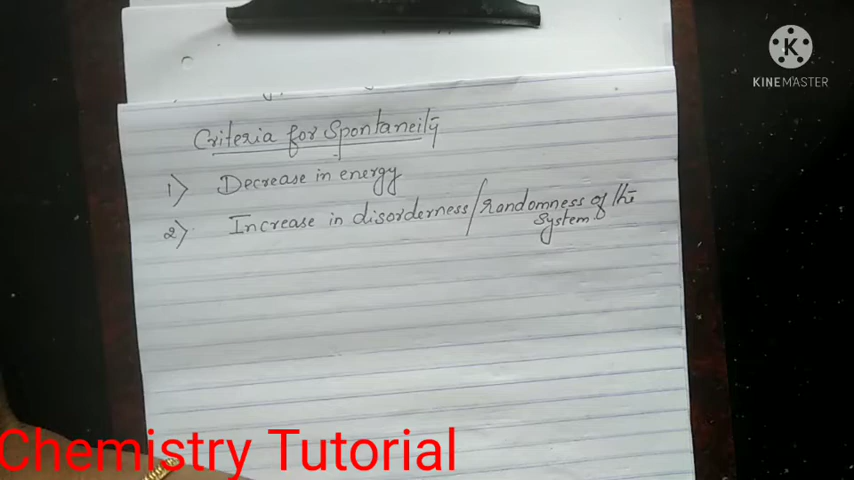 KINEMASTER
Criteria for Spontaneity
1) Decrease in energy
2) Increase in disorderness/randomness of the
system
Chemistry Tutorial